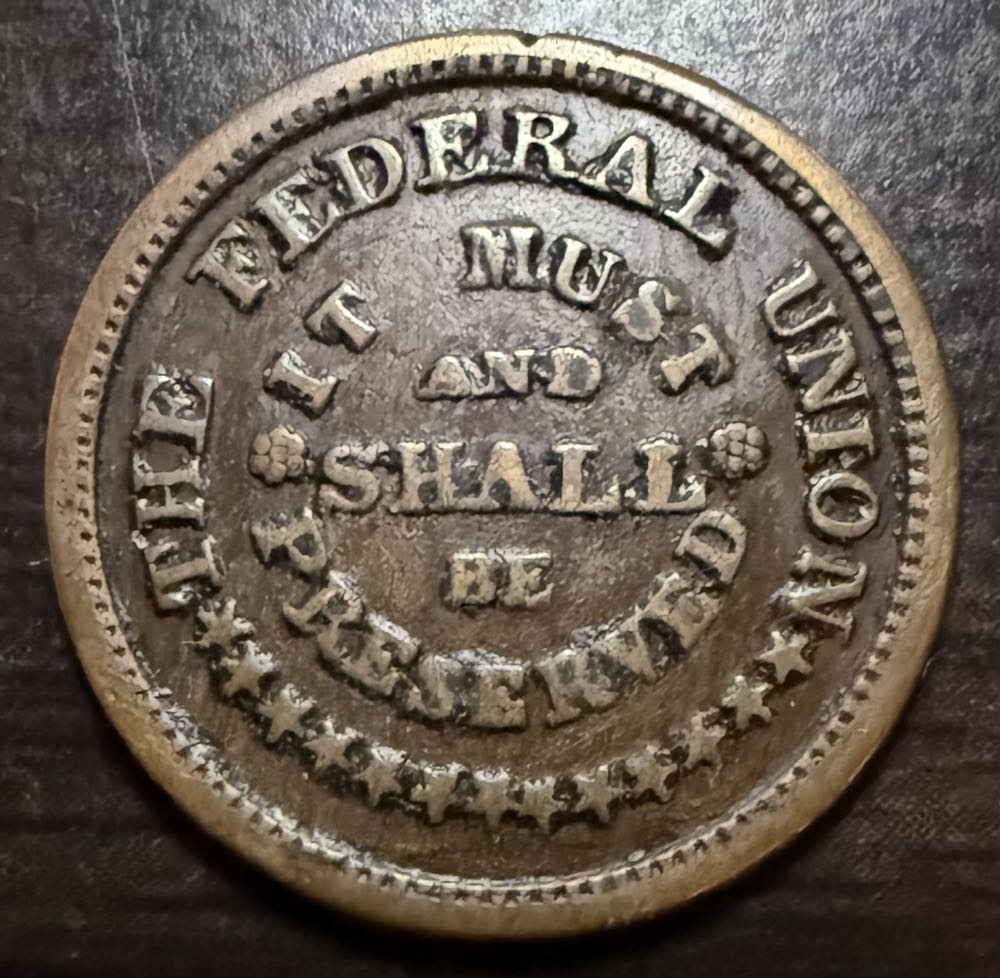 THE FEDERAL UNION
IT MUST
AND
SHALL
BE
PRESERVED